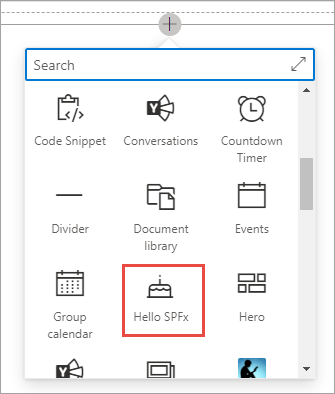 Search
Code Snippet
Conversations
Countdown
Timer
Divider
Document
library
Events
Group
calendar
Hello SPFx
Hero